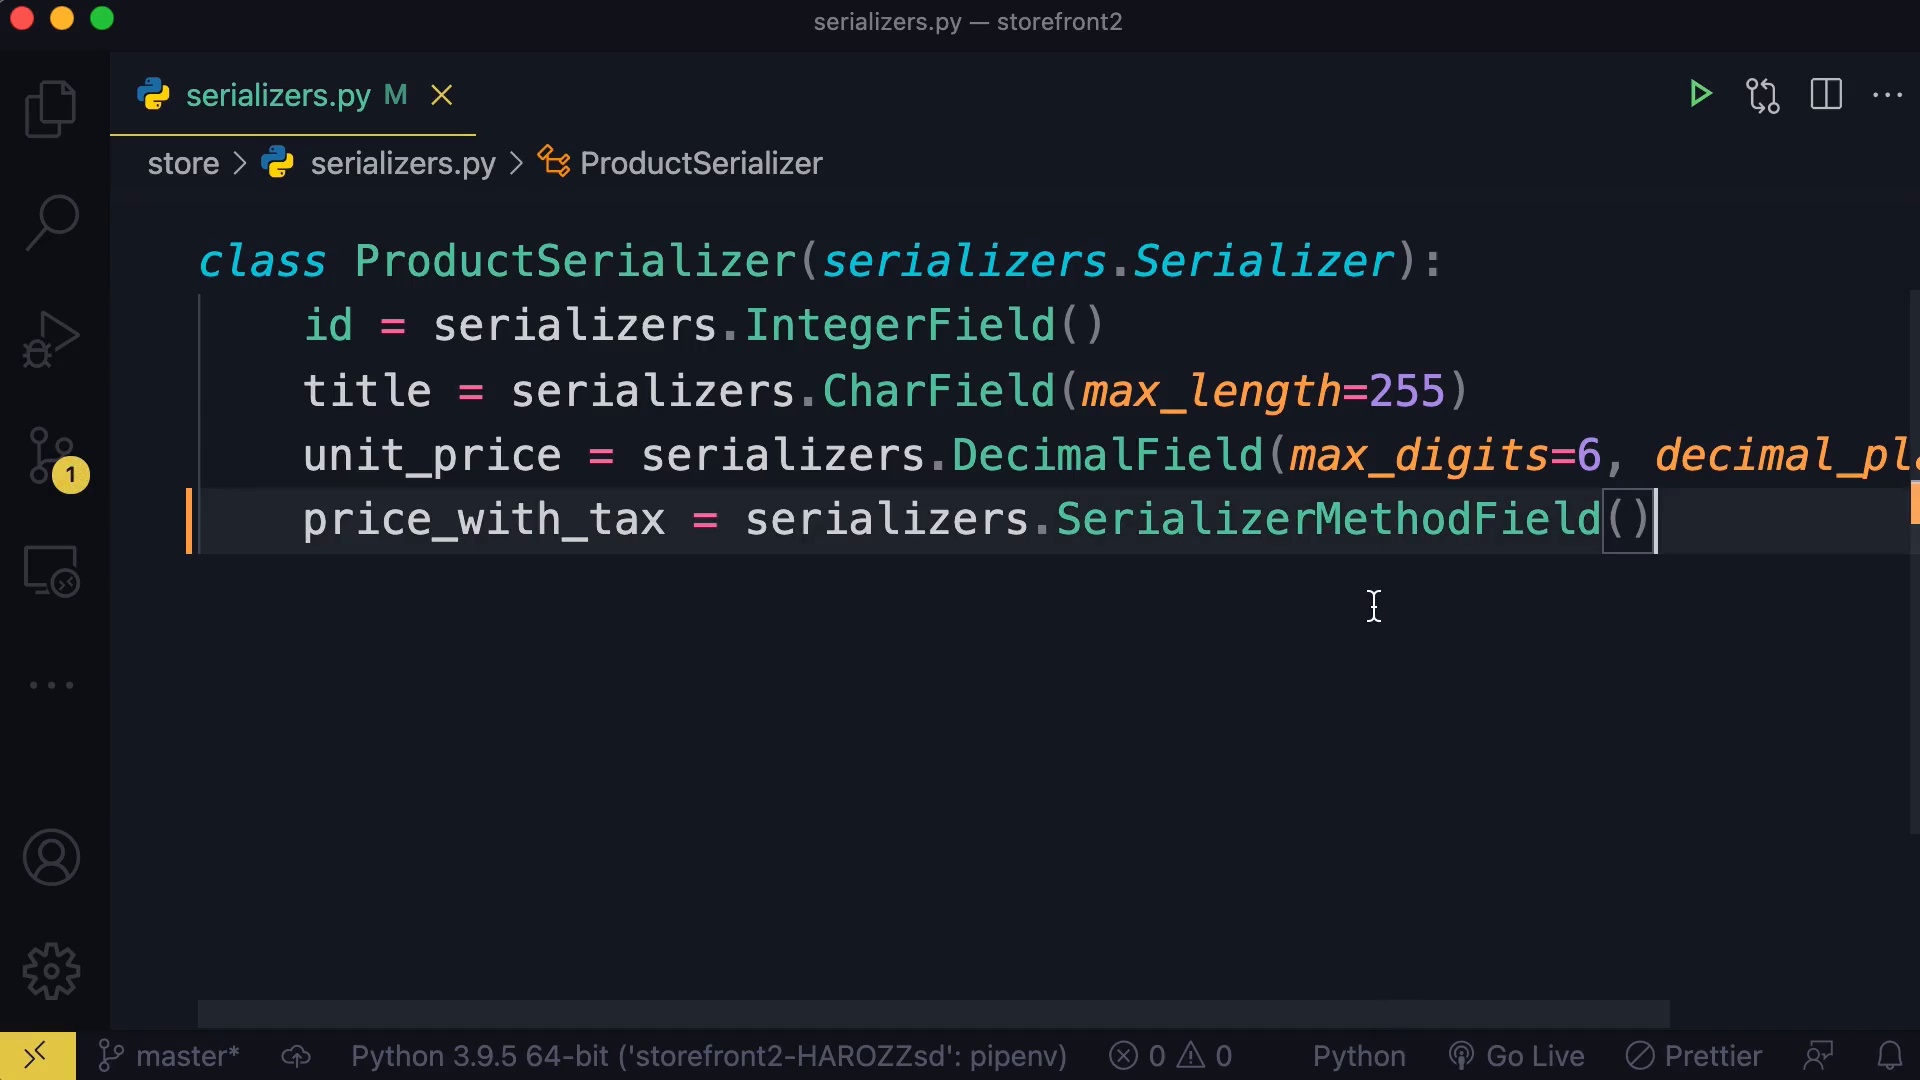 serializers.py — storefront2
serializers.py M
store > serializers.py > ProductSerializer
class ProductSerializer(serializers.Serializer):
id = serializers.IntegerField()
title = serializers.CharField(max_length=255)
unit_price = serializers.DecimalField(max_digits=6, decimal_pla
price_with_tax = serializers.SerializerMethodField()
1
master* Python 3.9.5 64-bit ('storefront2-HAROZZsd': pipenv) 0 0 Python Go Live Prettier